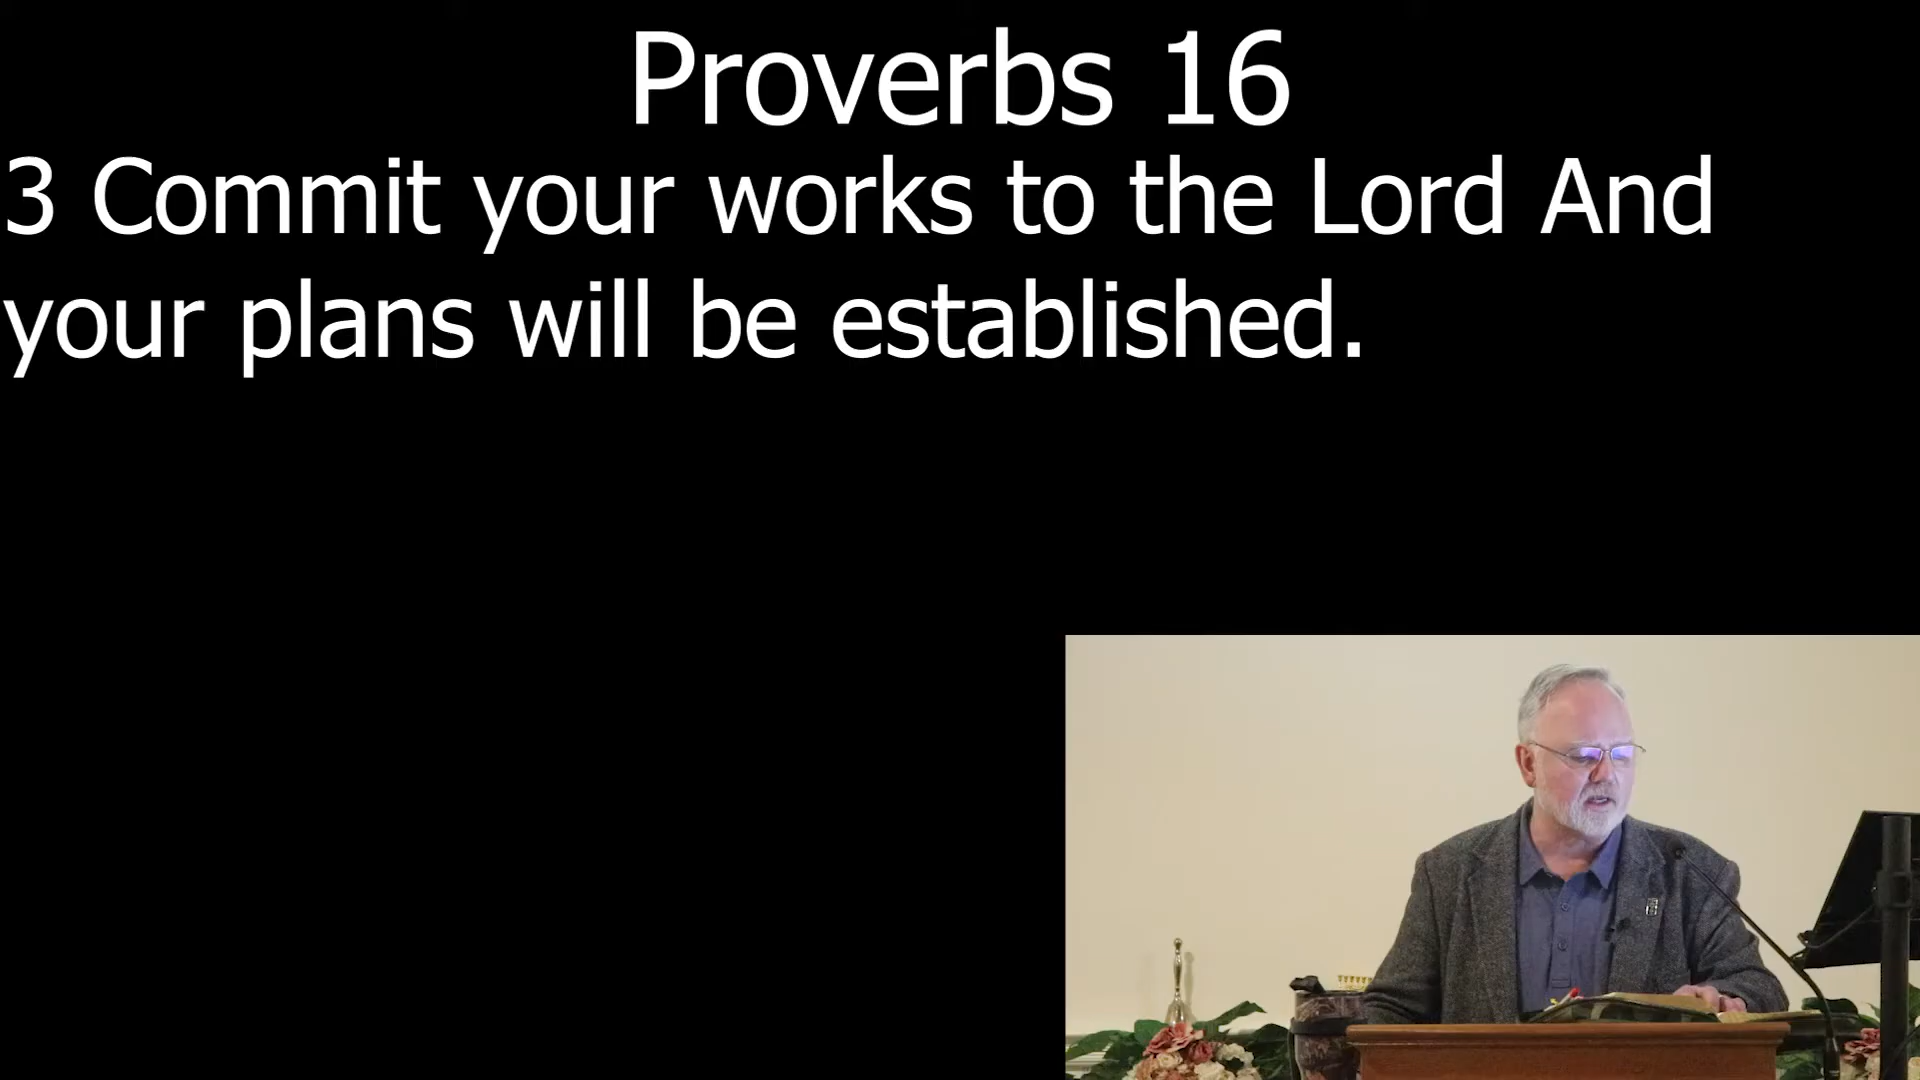 Proverbs 16
3 Commit your works to the Lord And
your plans will be established.